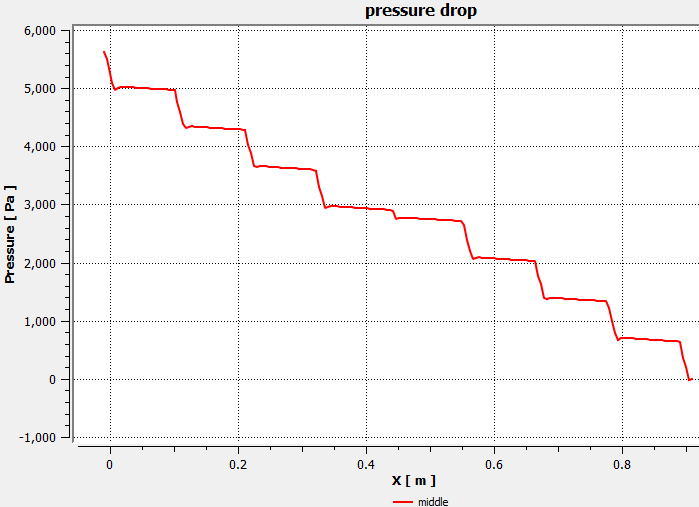 pressure drop
6,000
5,000
4,000
3,000
2,000
1,000
0
-1,000
Pressure [ Pa ]
0 0.2 0.4 0.6 0.8
X [ m ]
middle